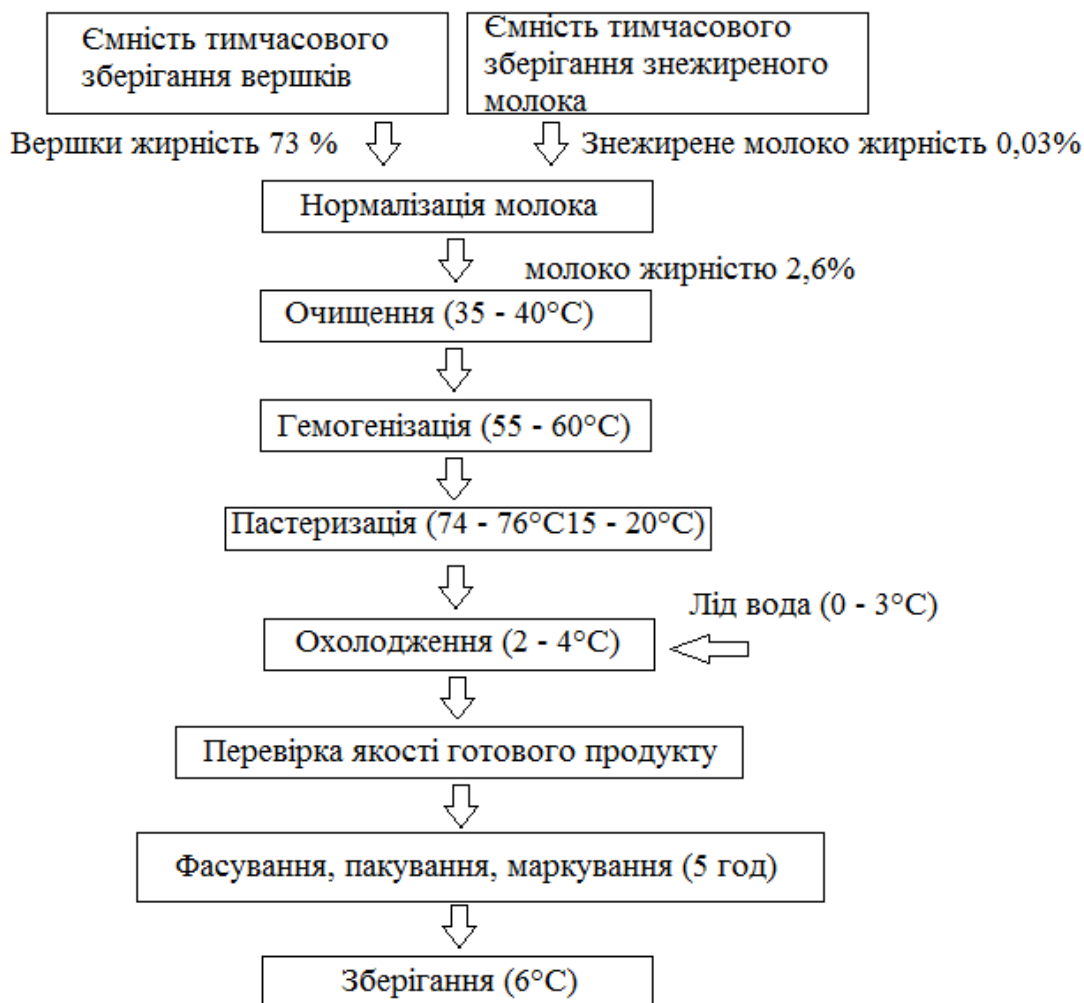 Ємність тимчасового
зберігання вершків
Ємність тимчасового
зберігання знежиреного
молока
Вершки жирність 73 %
Знежирене молоко жирність 0,03%
Нормалізація молока
молоко жирністю 2,6%
Очищення (35 - 40°C)
Гемогенізація (55 - 60°C)
Пастеризація (74 - 76°C15 - 20°C)
Лід вода (0 - 3°C)
Охолодження (2 - 4°C)
Перевірка якості готового продукту
Фасування, пакування, маркування (5 год)
Зберігання (6°C)